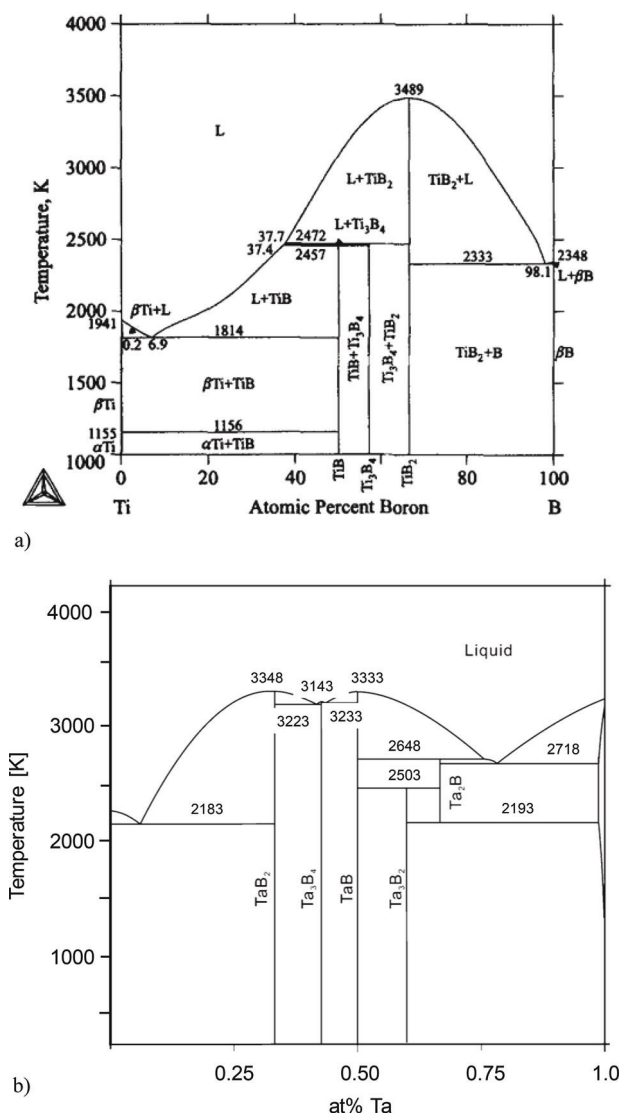 4000
3500
3000
2500
2000
1500
1000
Temperature, K
3489
L
L+TiB₂
TiB₂+L
L+Ti₃B₄
37.7
2472
37.4
2457
2333
2348
98.1
L+βB
L+TiB
βTi+L
1941
0.2
6.9
1814
TiB+Ti₃B₄
Ti₃B₄+TiB₂
TiB₂+B
βB
βTi+TiB
βTi
1155
1156
αTi
αTi+TiB
0
20
40
60
80
100
TiB
Ti₃B₄
TiB₂
Ti
Atomic Percent Boron
B
a)
4000
3000
2000
1000
Temperature [K]
Liquid
3348
3143
3333
3223
3233
2648
2718
2503
Ta₂B
2183
2193
TaB₂
Ta₃B₄
TaB
Ta₃B₂
0.25
0.50
0.75
1.0
at% Ta
b)